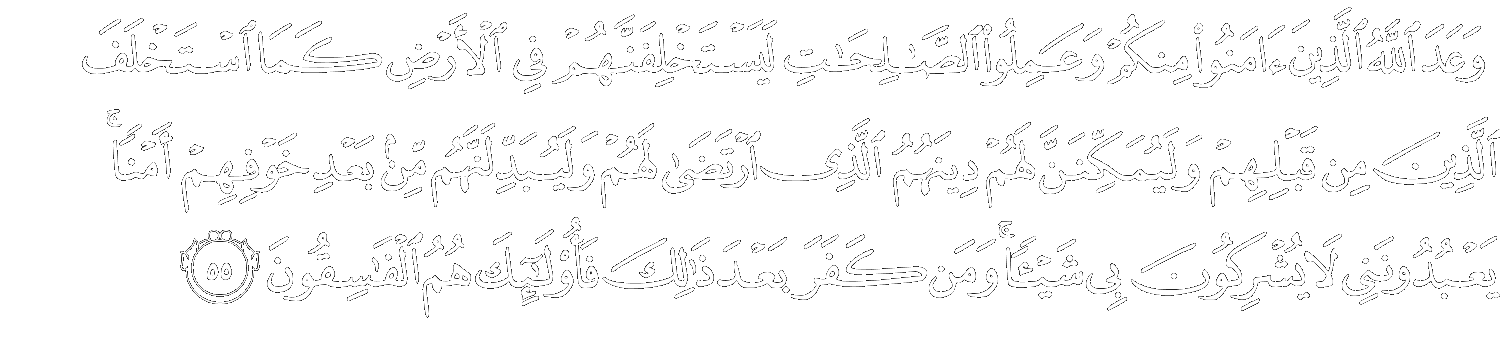 وَعَدَ ٱللَّهُ ٱلَّذِينَ ءَامَنُوا۟ مِنكُمْ وَعَمِلُوا۟ ٱلصَّـٰلِحَـٰتِ لَيَسْتَخْلِفَنَّهُمْ فِى ٱلْأَرْضِ كَمَا ٱسْتَخْلَفَ
ٱلَّذِينَ مِن قَبْلِهِمْ وَلَيُمَكِّنَنَّ لَهُمْ دِينَهُمُ ٱلَّذِى ٱرْتَضَىٰ لَهُمْ وَلَيُبَدِّلَنَّهُم مِّنۢ بَعْدِ خَوْفِهِمْ أَمْنًا ۚ
يَعْبُدُونَنِى لَا يُشْرِكُونَ بِى شَيْـًٔا ۚ وَمَن كَفَرَ بَعْدَ ذَٰلِكَ فَأُو۟لَـٰٓئِكَ هُمُ ٱلْفَـٰسِقُونَ ٥٥